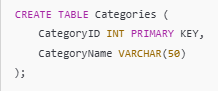 CREATE TABLE Categories (
    CategoryID INT PRIMARY KEY,
    CategoryName VARCHAR(50)
);